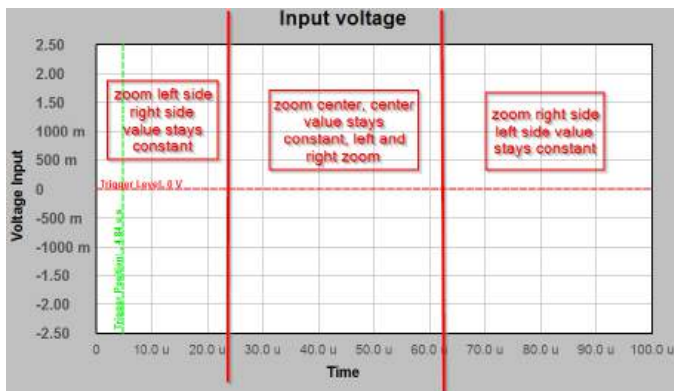 Input voltage
2.50
2.00
1.50
1000 m
500 m
0
-500 m
-1000 m
-1.50
-2.00
-2.50
Voltage Input
zoom left side
right side
value stays
constant
zoom center, center
value stays
constant, left and
right zoom
zoom right side
left side value
stays constant
Trigger Level, 0 V
Trigger Position
0 10.0 u 20.0 u 30.0 u 40.0 u 50.0 u 60.0 u 70.0 u 80.0 u 90.0 u 100.0 u
Time